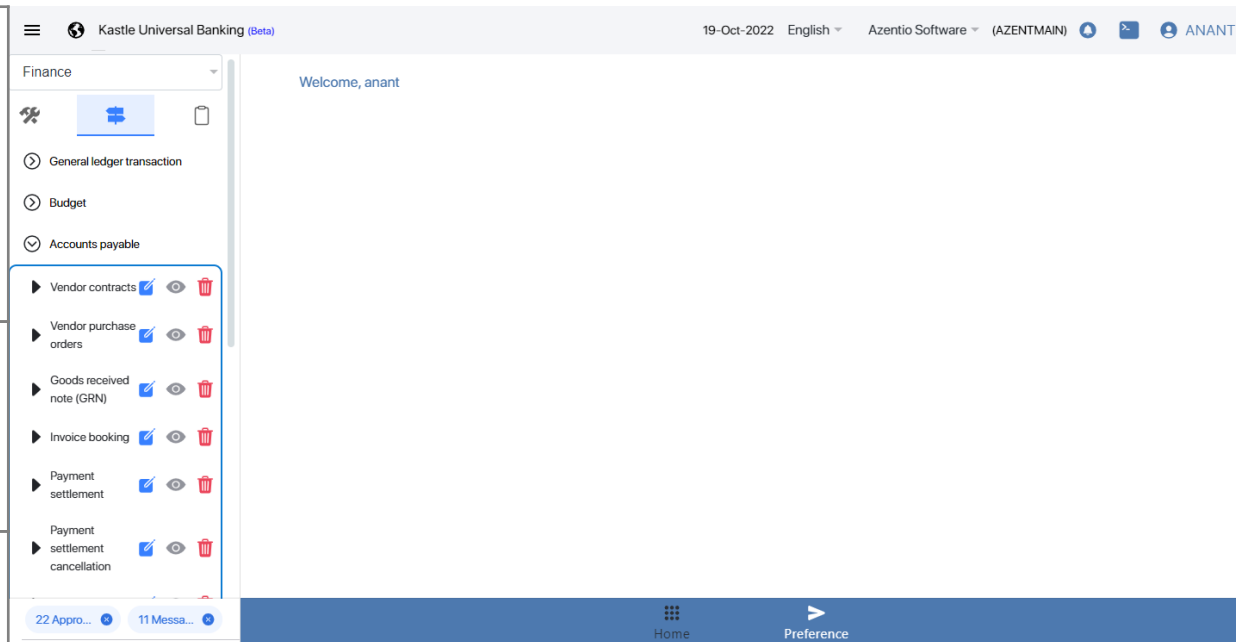 Kastle Universal Banking (Beta)
19-Oct-2022 English Azentio Software (AZENTMAIN) ANANT
Finance
Welcome, anant
General ledger transaction
Budget
Accounts payable
Vendor contracts
Vendor purchase
orders
Goods received
note (GRN)
Invoice booking
Payment
settlement
Payment
settlement
cancellation
22 Appro...
11 Messa...
Home
Preference